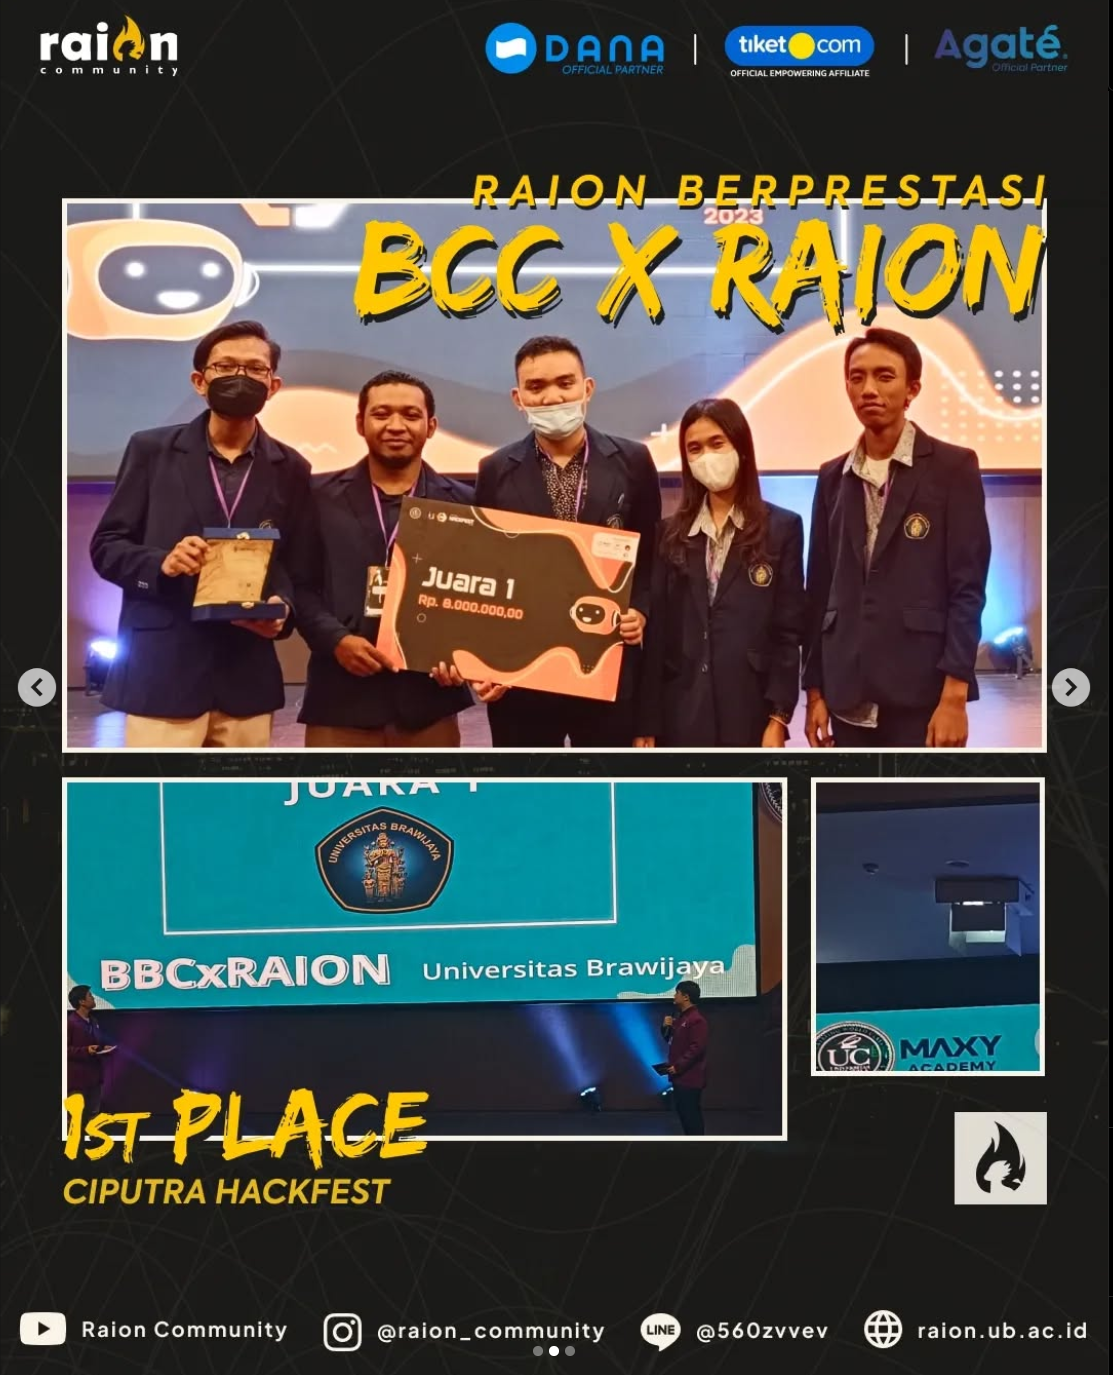 raion
community
DANA
OFFICIAL PARTNER
tiket com
OFFICIAL EMPOWERING AFFILIATE
Agaté
Official Partner
RAION BERPRESTASI
2023
BCC X RAION
HACKFEST
Juara 1
Rp. 8.000.000,00
JUARA 1
UNIVERSITAS BRAWIJAYA
BBCxRAION
Universitas Brawijaya
UC
MAXY
ACADEMY
1ST PLACE
CIPUTRA HACKFEST
Raion Community
@raion_community
LINE
@560zvvev
raion.ub.ac.id